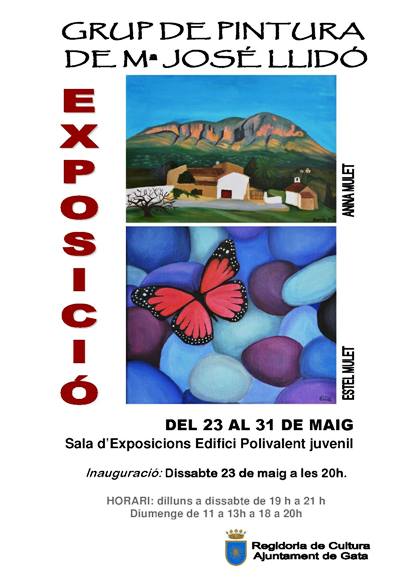 GRUP DE PINTURA
DE Mª JOSÉ LLIDÓ
EXPOSICIÓ
ANNA MULET
ESTEL MULET
DEL 23 AL 31 DE MAIG
Sala d'Exposicions Edifici Polivalent juvenil
Inauguració: Dissabte 23 de maig a les 20h.
HORARI: dilluns a dissabte de 19 h a 21 h
Diumenge de 11 a 13h a 18 a 20h
Regidoria de Cultura
Ajuntament de Gata